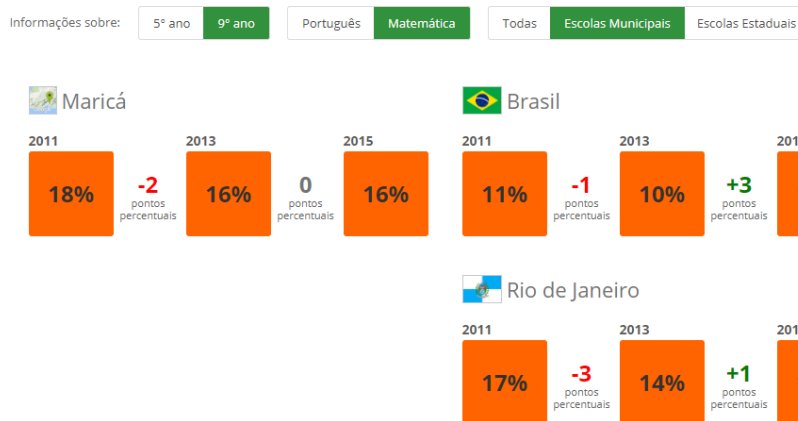 Informações sobre: 5º ano 9º ano Português Matemática Todas Escolas Municipais Escolas Estaduais
Maricá
2011 2013 2015
18% -2 pontos percentuais 16% 0 pontos percentuais 16%
Brasil
2011 2013 201
11% -1 pontos percentuais 10% +3 pontos percentuais
Rio de Janeiro
2011 2013 201
17% -3 pontos percentuais 14% +1 pontos percentuais